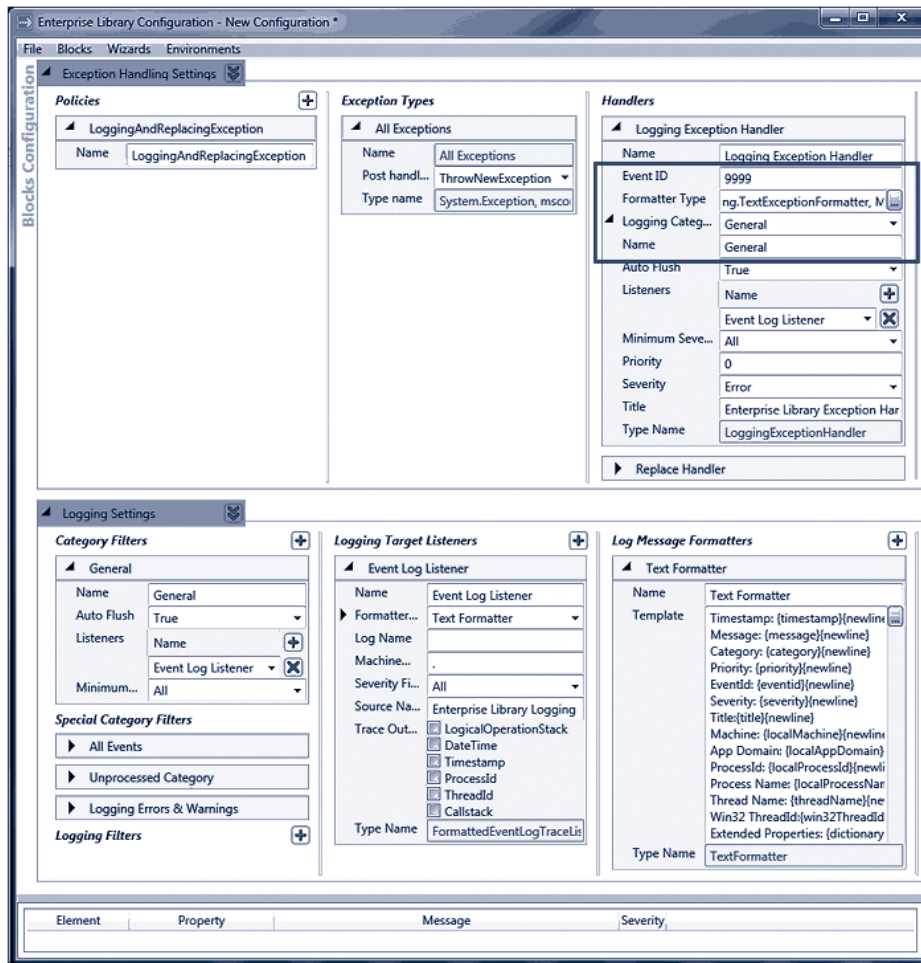 Enterprise Library Configuration - New Configuration *
File Blocks Wizards Environments
Blocks Configuration
Exception Handling Settings
Policies
LoggingAndReplacingException
Name LoggingAndReplacingException
Exception Types
All Exceptions
Name All Exceptions
Post handl... ThrowNewException
Type name System.Exception, msco
Handlers
Logging Exception Handler
Name Logging Exception Handler
Event ID 9999
Formatter Type ng.TextExceptionFormatter, M ...
Logging Categ... General
Name General
Auto Flush True
Listeners Name
Event Log Listener
Minimum Seve... All
Priority 0
Severity Error
Title Enterprise Library Exception Har
Type Name LoggingExceptionHandler
Replace Handler
Logging Settings
Category Filters
General
Name General
Auto Flush True
Listeners Name
Event Log Listener
Minimum... All
Special Category Filters
All Events
Unprocessed Category
Logging Errors & Warnings
Logging Filters
Logging Target Listeners
Event Log Listener
Name Event Log Listener
Formatter... Text Formatter
Log Name
Machine... .
Severity Fi... All
Source Na... Enterprise Library Logging
Trace Out... LogicalOperationStack
DateTime
Timestamp
ProcessId
ThreadId
Callstack
Type Name FormattedEventLogTraceLis
Log Message Formatters
Text Formatter
Name Text Formatter
Template Timestamp: {timestamp}{newline ...
Message: {message}{newline}
Category: {category}{newline}
Priority: {priority}{newline}
EventId: {eventid}{newline}
Severity: {severity}{newline}
Title:{title}{newline}
Machine: {localMachine}{newline
App Domain: {localAppDomain}
ProcessId: {localProcessId}{newli
Process Name: {localProcessNar
Thread Name: {threadName}{ne
Win32 ThreadId:{win32ThreadId
Extended Properties: {dictionary
Type Name TextFormatter
Element Property Message Severity